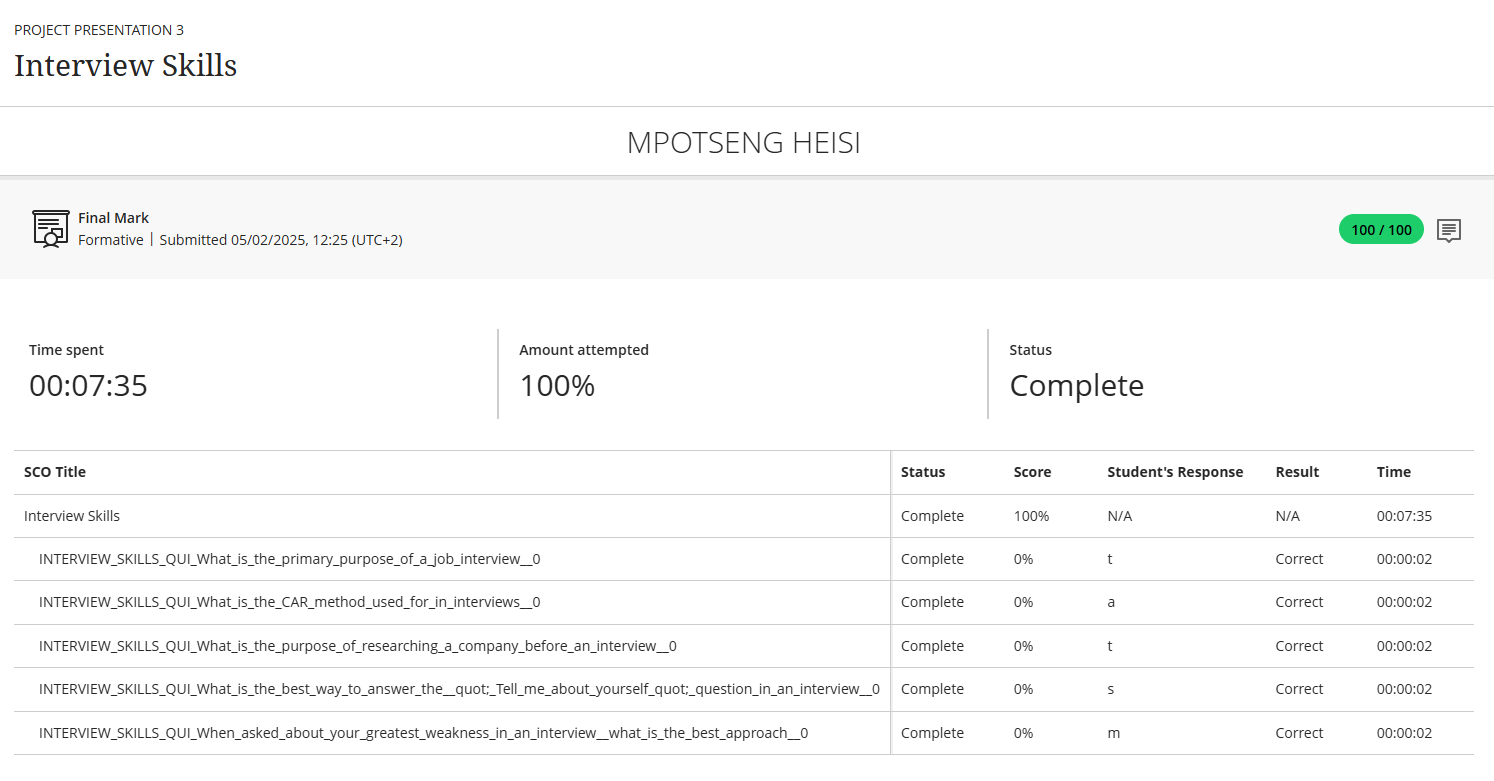 PROJECT PRESENTATION 3
Interview Skills
MPOTSENG HEISI
Final Mark
Formative | Submitted 05/02/2025, 12:25 (UTC+2)
100 / 100
Time spent
00:07:35
Amount attempted
100%
Status
Complete
SCO Title Status Score Student's Response Result Time
Interview Skills Complete 100% N/A N/A 00:07:35
INTERVIEW_SKILLS_QUI_What_is_the_primary_purpose_of_a_job_interview__0 Complete 0% t Correct 00:00:02
INTERVIEW_SKILLS_QUI_What_is_the_CAR_method_used_for_in_interviews__0 Complete 0% a Correct 00:00:02
INTERVIEW_SKILLS_QUI_What_is_the_purpose_of_researching_a_company_before_an_interview__0 Complete 0% t Correct 00:00:02
INTERVIEW_SKILLS_QUI_What_is_the_best_way_to_answer_the__quot;_Tell_me_about_yourself_quot;_question_in_an_interview__0 Complete 0% s Correct 00:00:02
INTERVIEW_SKILLS_QUI_When_asked_about_your_greatest_weakness_in_an_interview__what_is_the_best_approach__0 Complete 0% m Correct 00:00:02